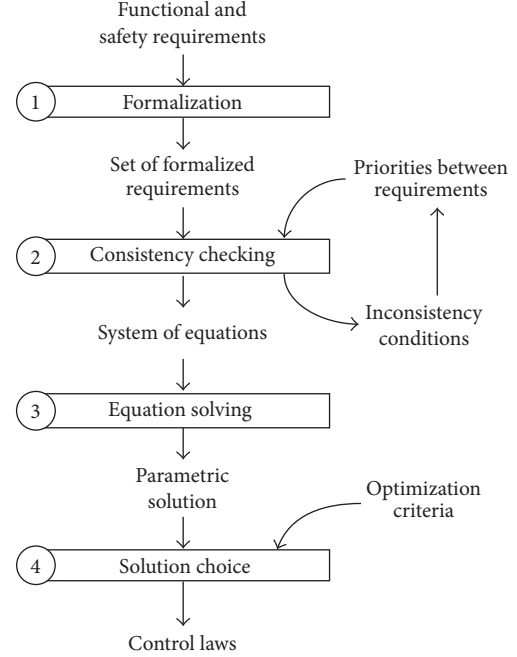 Functional and
safety requirements
1
Formalization
Set of formalized
requirements
Priorities between
requirements
2
Consistency checking
Inconsistency
conditions
System of equations
3
Equation solving
Parametric
solution
Optimization
criteria
4
Solution choice
Control laws